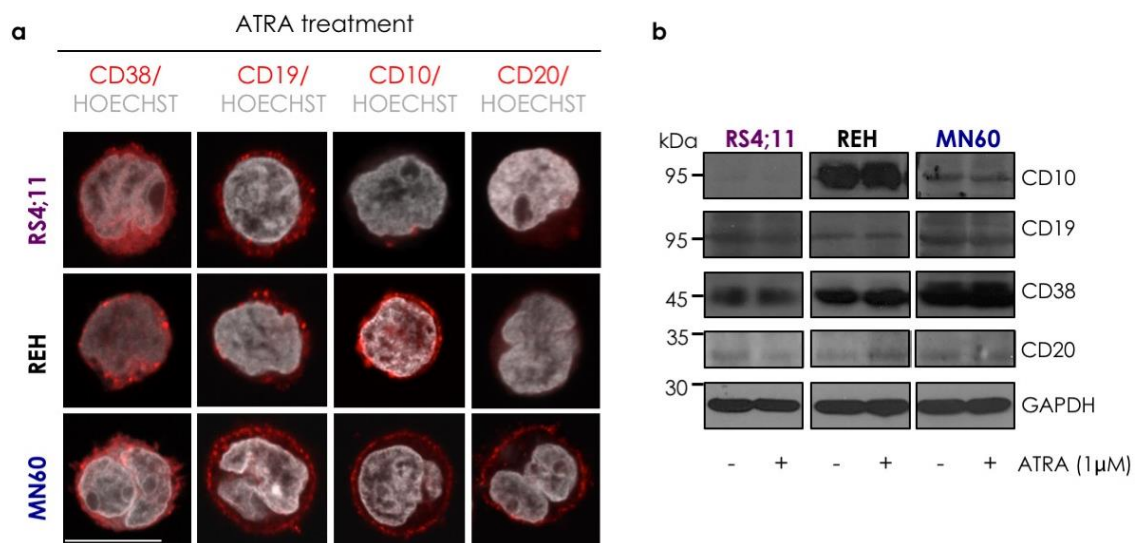 a
ATRA treatment
CD38/ CD19/ CD10/ CD20/
HOECHST HOECHST HOECHST HOECHST
RS4;11
REH
MN60
b
kDa RS4;11 REH MN60
95 CD10
95 CD19
45 CD38
35 CD20
30 GAPDH
- + - + - + ATRA (1µM)